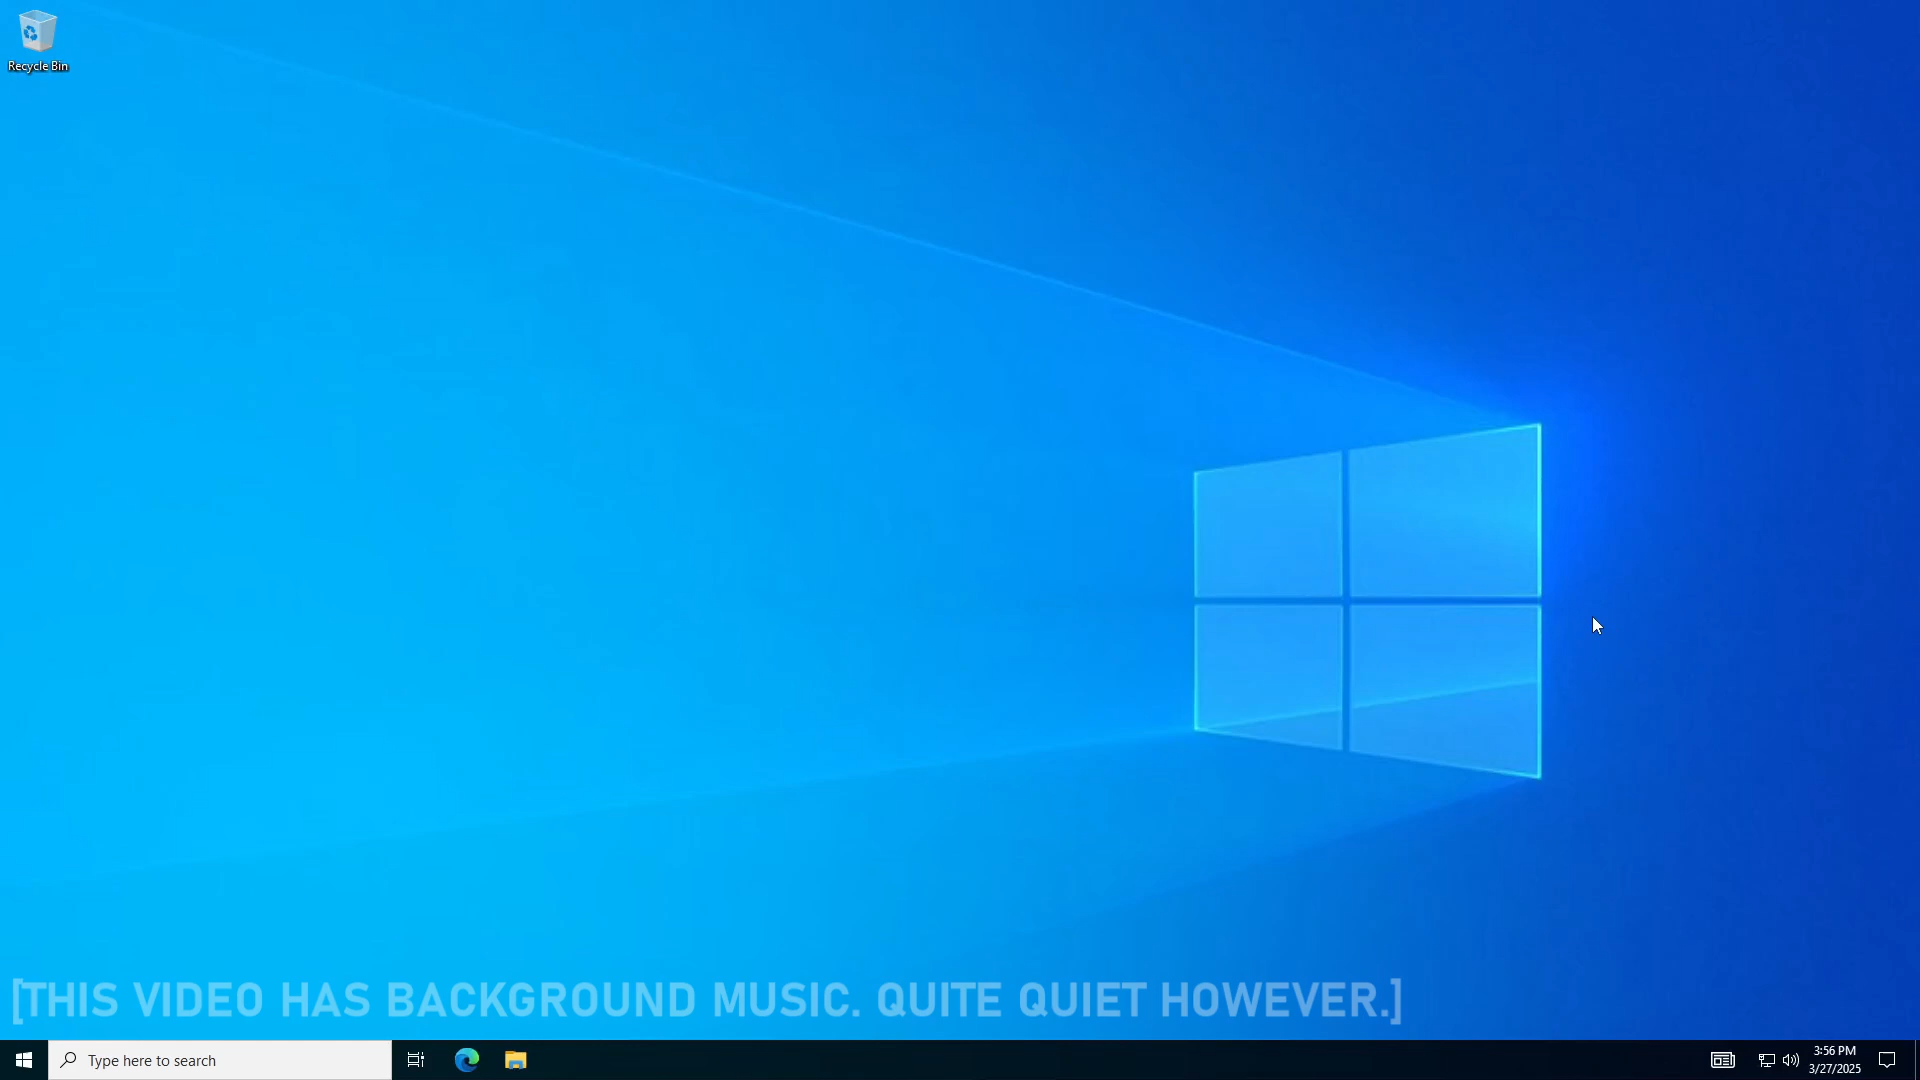 Recycle Bin
[THIS VIDEO HAS BACKGROUND MUSIC. QUITE QUIET HOWEVER.]
Type here to search
3:56 PM
3/27/2025